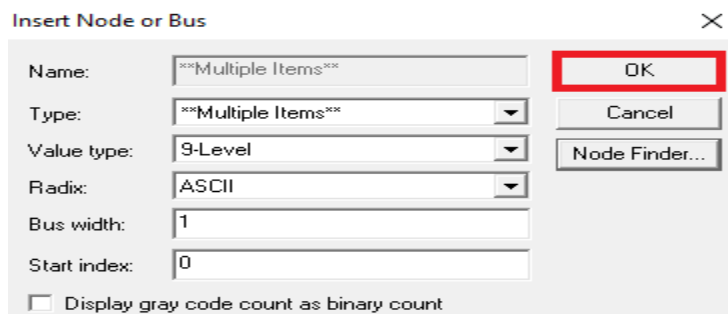 Insert Node or Bus
Name: **Multiple Items** OK
Type: **Multiple Items** Cancel
Value type: 9-Level Node Finder...
Radix: ASCII
Bus width: 1
Start index: 0
Display gray code count as binary count